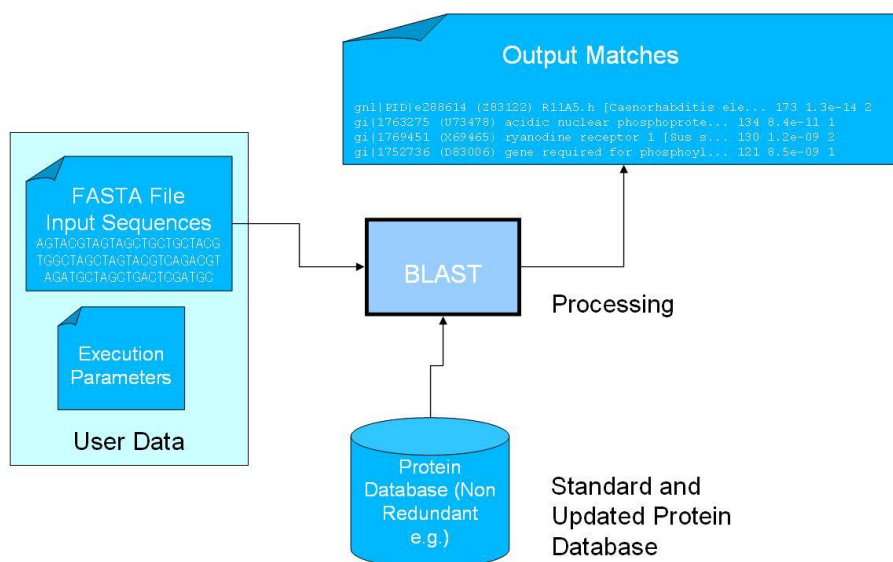 Output Matches
gnl|PID|e288614 (Z83122) R11A5.h [Caenorhabditis ele... 173 1.3e-14 2
gi|1763275 (U73478) acidic nuclear phosphoprote... 134 8.4e-11 1
gi|1769451 (X69465) ryanodine receptor 1 [Sus s... 130 1.2e-09 2
gi|1752736 (D83006) gene required for phosphoyl... 121 8.5e-09 1
FASTA File
Input Sequences
AGTACGTAGTAGCTGCTGCTACG
TGGCTAGCTAGTACGTCAGACGT
AGATGCTAGCTGACTCGATGC
BLAST
Processing
Execution
Parameters
User Data
Protein
Database (Non
Redundant
e.g.)
Standard and
Updated Protein
Database